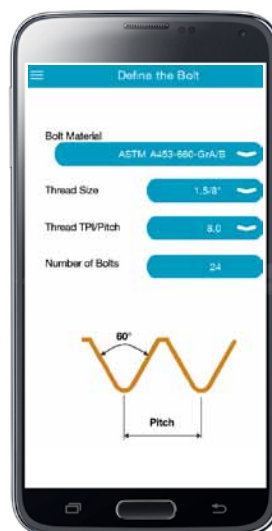 Define the Bolt
Bolt Material
ASTM A453-660-GrA/B
Thread Size
1.5/8"
Thread TPI/Pitch
8.0
Number of Bolts
24
60°
Pitch